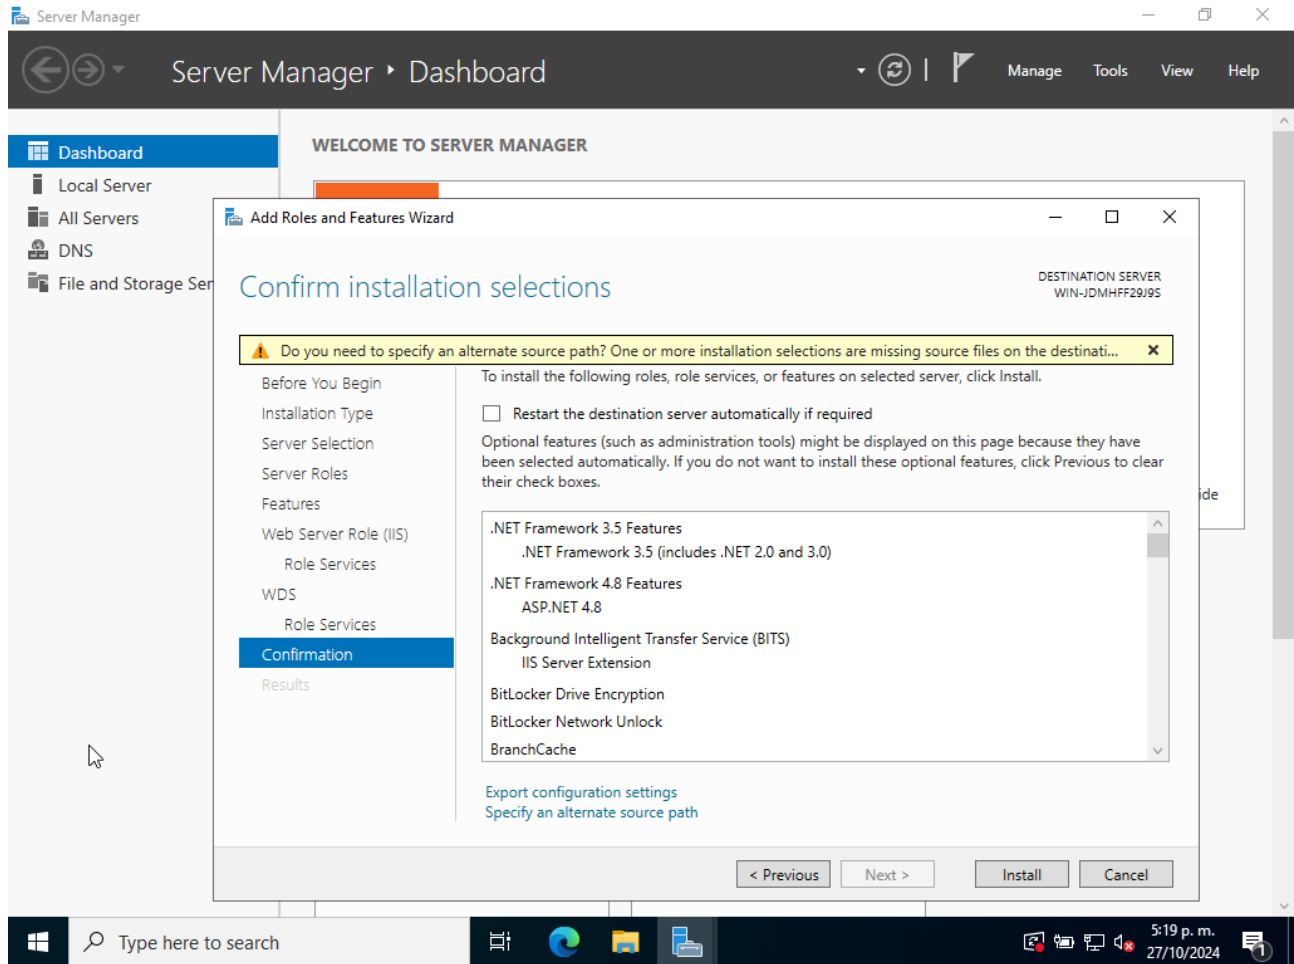 Server Manager
Server Manager ‣ Dashboard
Manage Tools View Help
Dashboard
Local Server
All Servers
DNS
File and Storage Ser
WELCOME TO SERVER MANAGER
Add Roles and Features Wizard
Confirm installation selections
DESTINATION SERVER
WIN-JDMHFF29J9S
Do you need to specify an alternate source path? One or more installation selections are missing source files on the destinati...
Before You Begin
Installation Type
Server Selection
Server Roles
Features
Web Server Role (IIS)
Role Services
WDS
Role Services
Confirmation
Results
To install the following roles, role services, or features on selected server, click Install.
Restart the destination server automatically if required
Optional features (such as administration tools) might be displayed on this page because they have
been selected automatically. If you do not want to install these optional features, click Previous to clear
their check boxes.
.NET Framework 3.5 Features
.NET Framework 3.5 (includes .NET 2.0 and 3.0)
.NET Framework 4.8 Features
ASP.NET 4.8
Background Intelligent Transfer Service (BITS)
IIS Server Extension
BitLocker Drive Encryption
BitLocker Network Unlock
BranchCache
Export configuration settings
Specify an alternate source path
ide
< Previous Next > Install Cancel
Type here to search
5:19 p. m.
27/10/2024
1